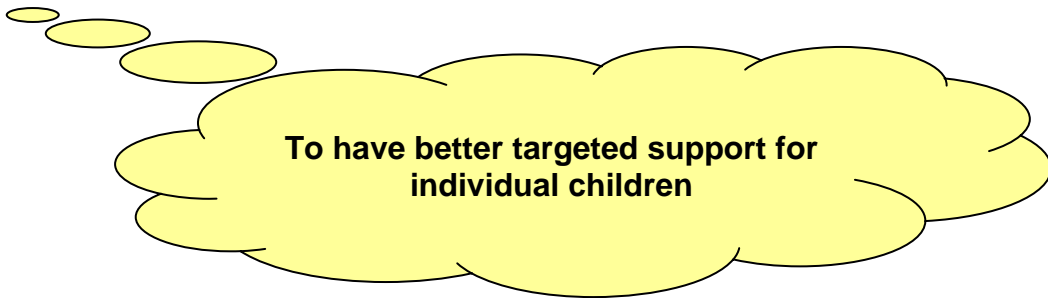 To have better targeted support for
individual children